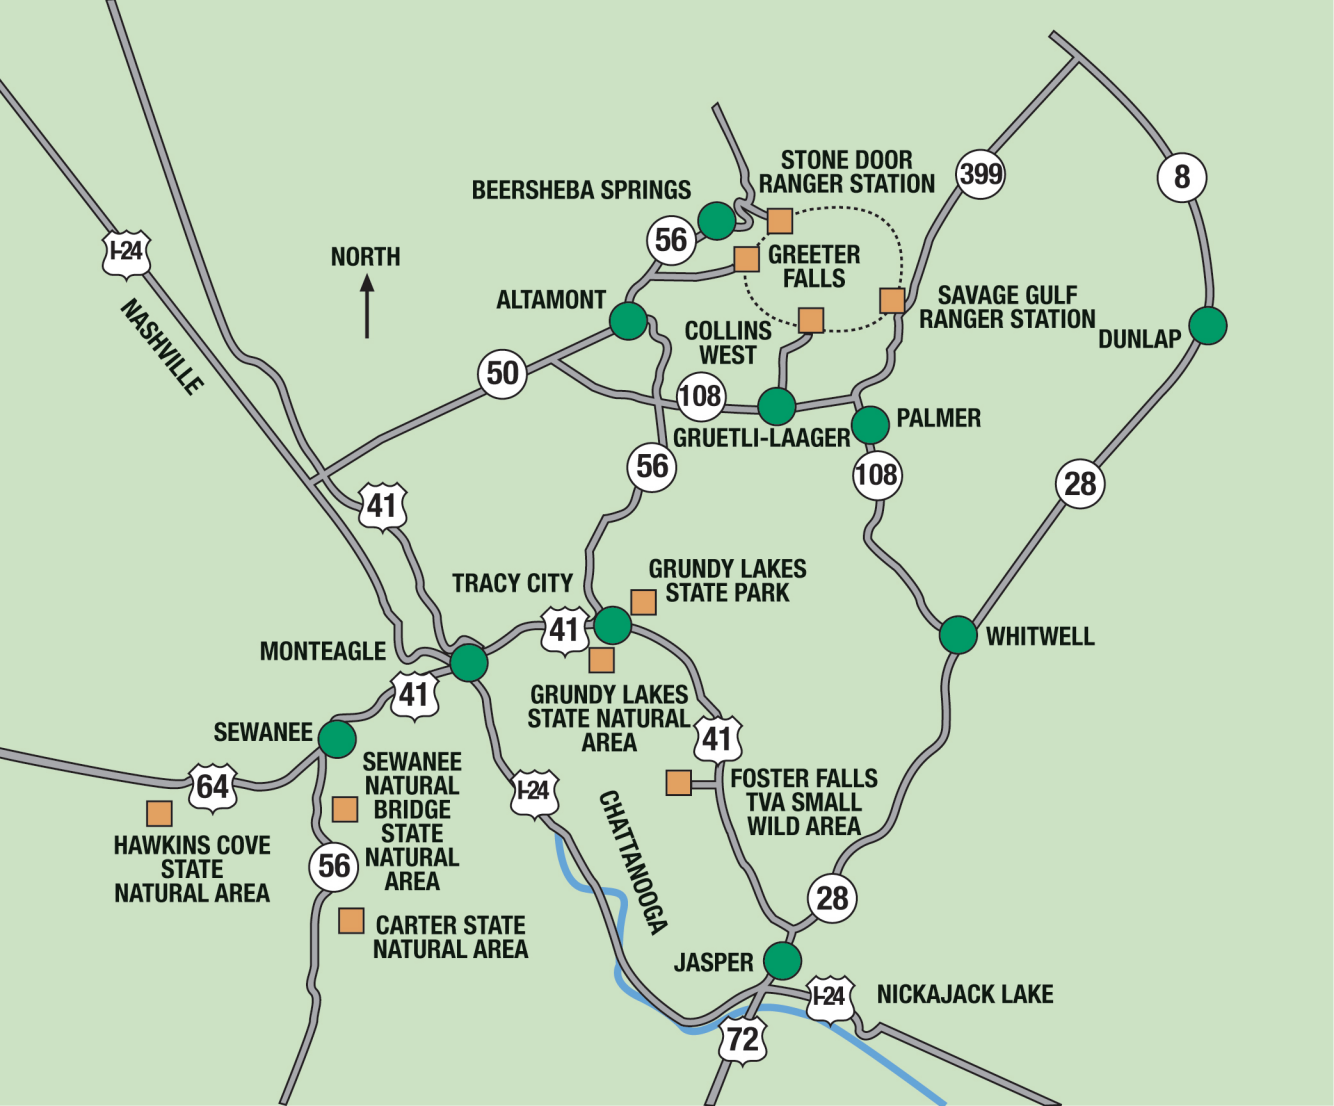 399
8
STONE DOOR
RANGER STATION
BEERSHEBA SPRINGS
56
I-24
NORTH
GREETER
FALLS
ALTAMONT
SAVAGE GULF
RANGER STATION
NASHVILLE
COLLINS
WEST
DUNLAP
50
108
GRUETLI-LAAGER
PALMER
56
108
28
41
TRACY CITY
GRUNDY LAKES
STATE PARK
41
WHITWELL
MONTEAGLE
41
GRUNDY LAKES
STATE NATURAL
AREA
SEWANEE
41
64
SEWANEE
NATURAL
BRIDGE
STATE
NATURAL
AREA
I-24
CHATTANOOGA
FOSTER FALLS
TVA SMALL
WILD AREA
HAWKINS COVE
STATE
NATURAL AREA
56
28
CARTER STATE
NATURAL AREA
JASPER
I-24
NICKAJACK LAKE
72